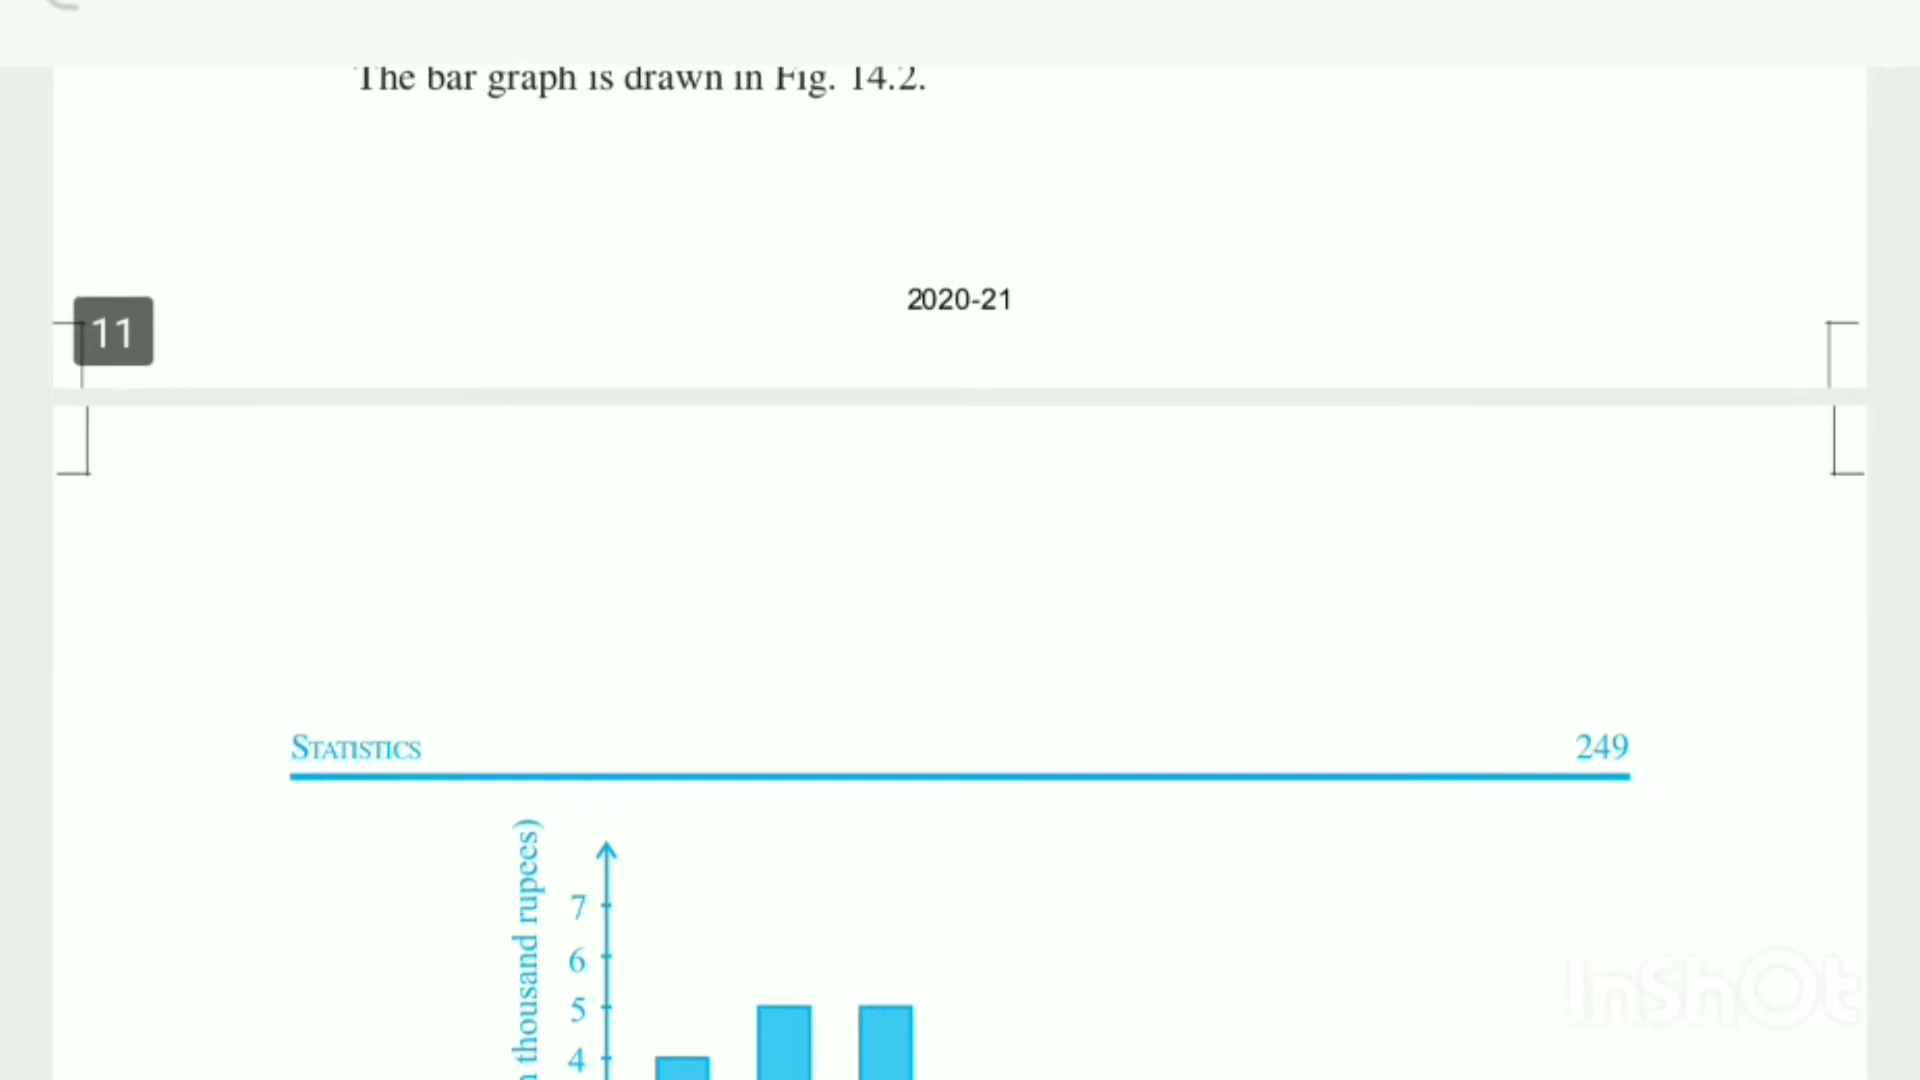 The bar graph is drawn in Fig. 14.2.
2020-21
11
STATISTICS 249
thousand rupees)
7
6
5
4
InShOt